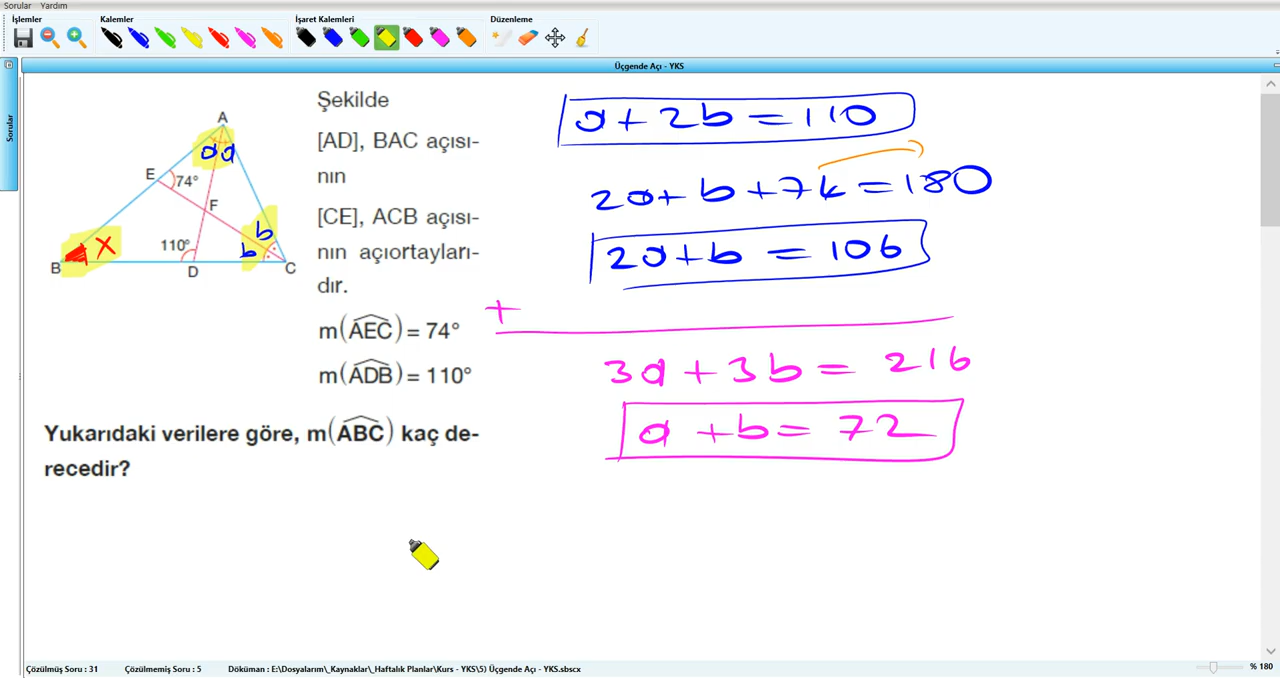 Sorular Yardım
İşlemler Kalemler İşaret Kalemleri Düzenleme
Üçgende Açı - YKS
Sorular
A
a a
E 74°
F
b
X 110° b
B D C
Şekilde
[AD], BAC açısı-
nın
[CE], ACB açısı-
nın açıortayları-
dır.
m(AEC) = 74°
m(ADB) = 110°
Yukarıdaki verilere göre, m(ABC) kaç de-
recedir?
a + 2b = 110
2a + b + 74 = 180
2a + b = 106
+
3a + 3b = 216
a + b = 72
Çözülmüş Soru : 31 Çözülmemiş Soru : 5 Döküman : E:\Dosyalarım\_Kaynaklar\_Haftalık Planlar\Kurs - YKS\5) Üçgende Açı - YKS.sbscx % 180